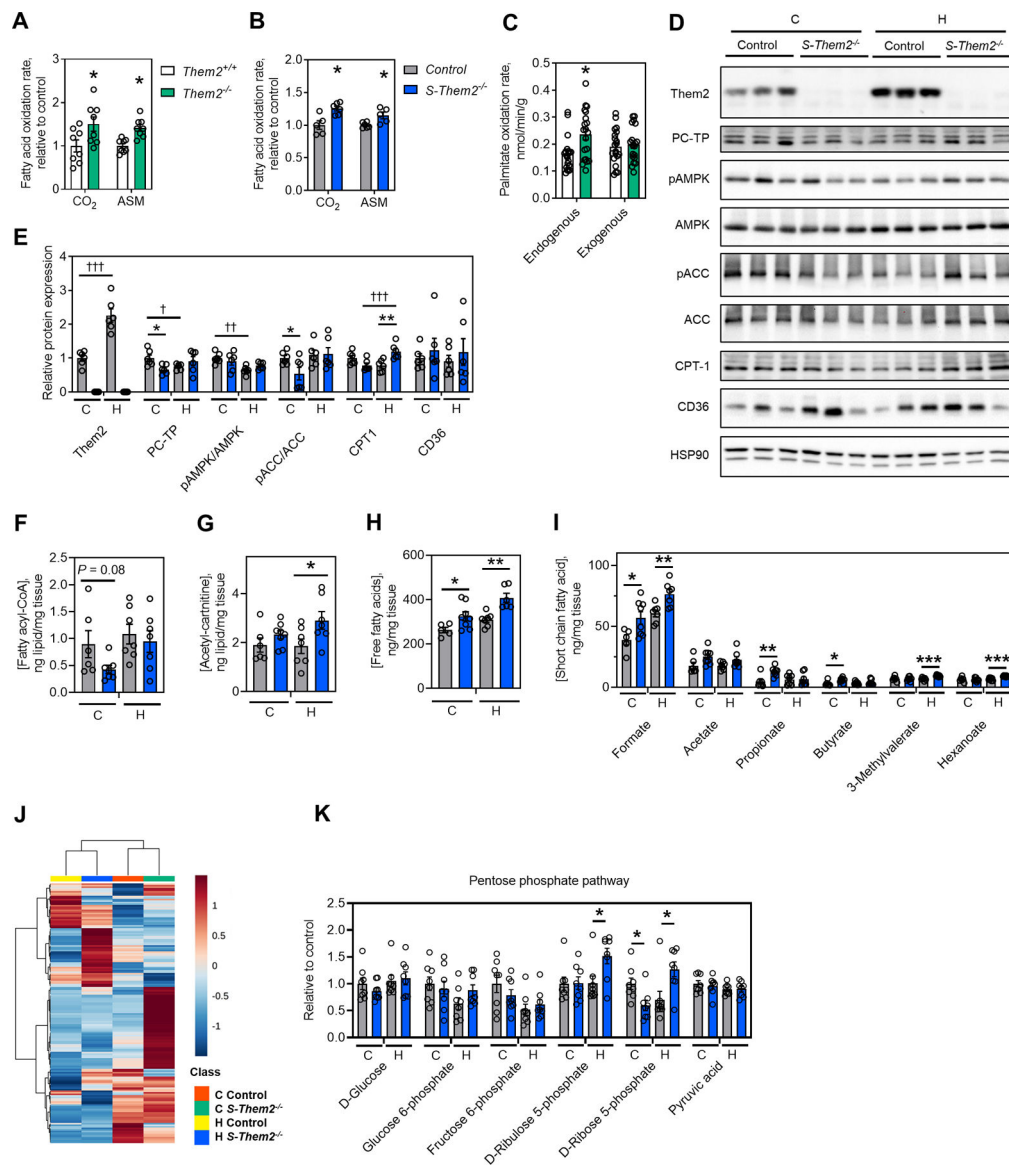 A
Fatty acid oxidation rate,
relative to control
3
2
1
0
*
*
CO2
ASM
Them2+/+
Them2-/-
B
Fatty acid oxidation rate,
relative to control
2.0
1.5
1.0
0.5
0.0
*
*
CO2
ASM
Control
S-Them2-/-
C
Palmitate oxidation rate,
nmol/min/g
0.5
0.4
0.3
0.2
0.1
0.0
*
Endogenous
Exogenous
D
C
H
Control
S-Them2-/-
Control
S-Them2-/-
Them2
PC-TP
pAMPK
AMPK
pACC
ACC
CPT-1
CD36
HSP90
E
Relative protein expression
4
3
2
1
0
†††
*
†
††
*
†††
**
C H C H C H C H C H C H
Them2
PC-TP
pAMPK/AMPK
pACC/ACC
CPT1
CD36
F
[Fatty acyl-CoA],
ng lipid/mg tissue
2.5
2.0
1.5
1.0
0.5
0.0
P = 0.08
C H
G
[Acetyl-carnitine],
ng lipid/mg tissue
4
2
0
*
C H
H
[Free fatty acids],
ng/mg tissue
600
400
200
0
*
**
C H
I
[Short chain fatty acid],
ng/mg tissue
100
75
50
25
0
*
**
**
*
***
***
C H C H C H C H C H C H
Formate
Acetate
Propionate
Butyrate
3-Methylvalerate
Hexanoate
J
1
0.5
0
-0.5
-1
Class
C Control
C S-Them2-/-
H Control
H S-Them2-/-
K
Pentose phosphate pathway
Relative to control
2.5
2.0
1.5
1.0
0.5
0.0
*
*
*
C H C H C H C H C H C H
D-Glucose
Glucose 6-phosphate
Fructose 6-phosphate
D-Ribulose 5-phosphate
D-Ribose 5-phosphate
Pyruvic acid